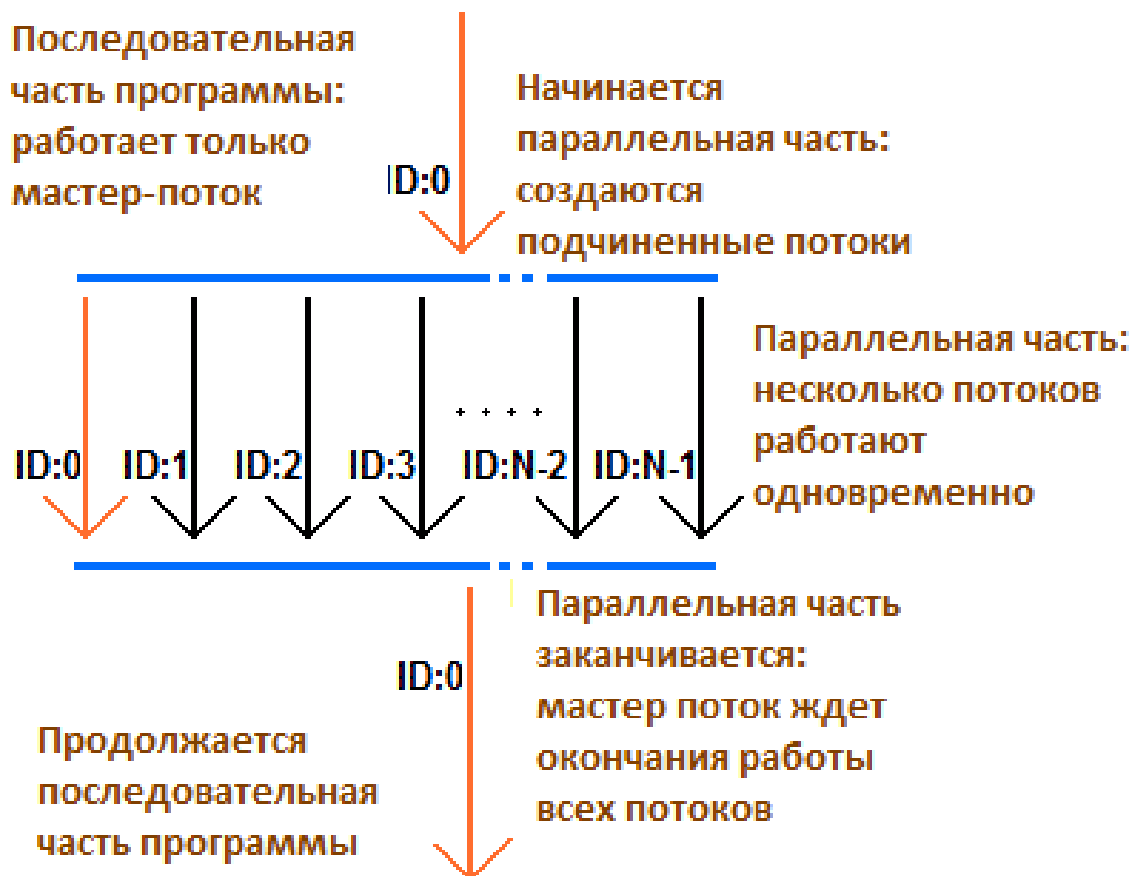 Последовательная
часть программы:
работает только
мастер-поток
ID:0
Начинается
параллельная часть:
создаются
подчиненные потоки
Параллельная часть:
несколько потоков
работают
одновременно
. . . .
ID:0 ID:1 ID:2 ID:3 ID:N-2 ID:N-1
Параллельная часть
заканчивается:
мастер поток ждет
окончания работы
всех потоков
ID:0
Продолжается
последовательная
часть программы